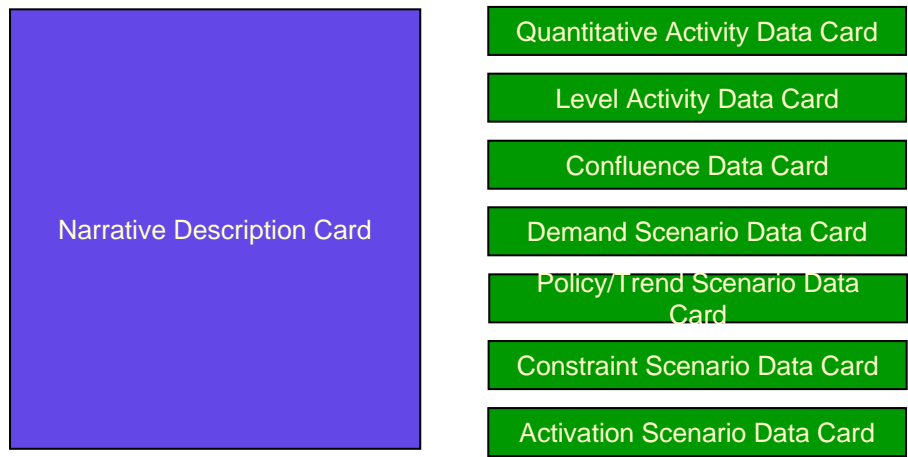 Narrative Description Card
Quantitative Activity Data Card
Level Activity Data Card
Confluence Data Card
Demand Scenario Data Card
Policy/Trend Scenario Data
Card
Constraint Scenario Data Card
Activation Scenario Data Card